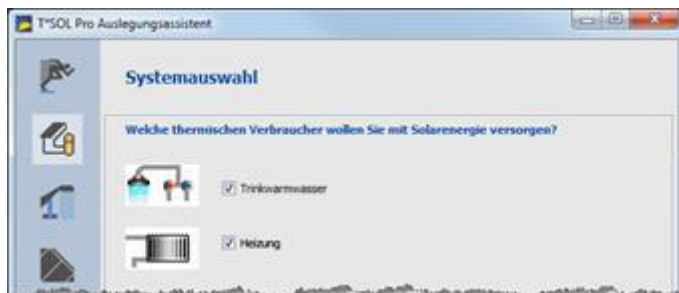 T*SOL Pro Auslegungsassistent
Systemauswahl
Welche thermischen Verbraucher wollen Sie mit Solarenergie versorgen?
Trinkwarmwasser
Heizung